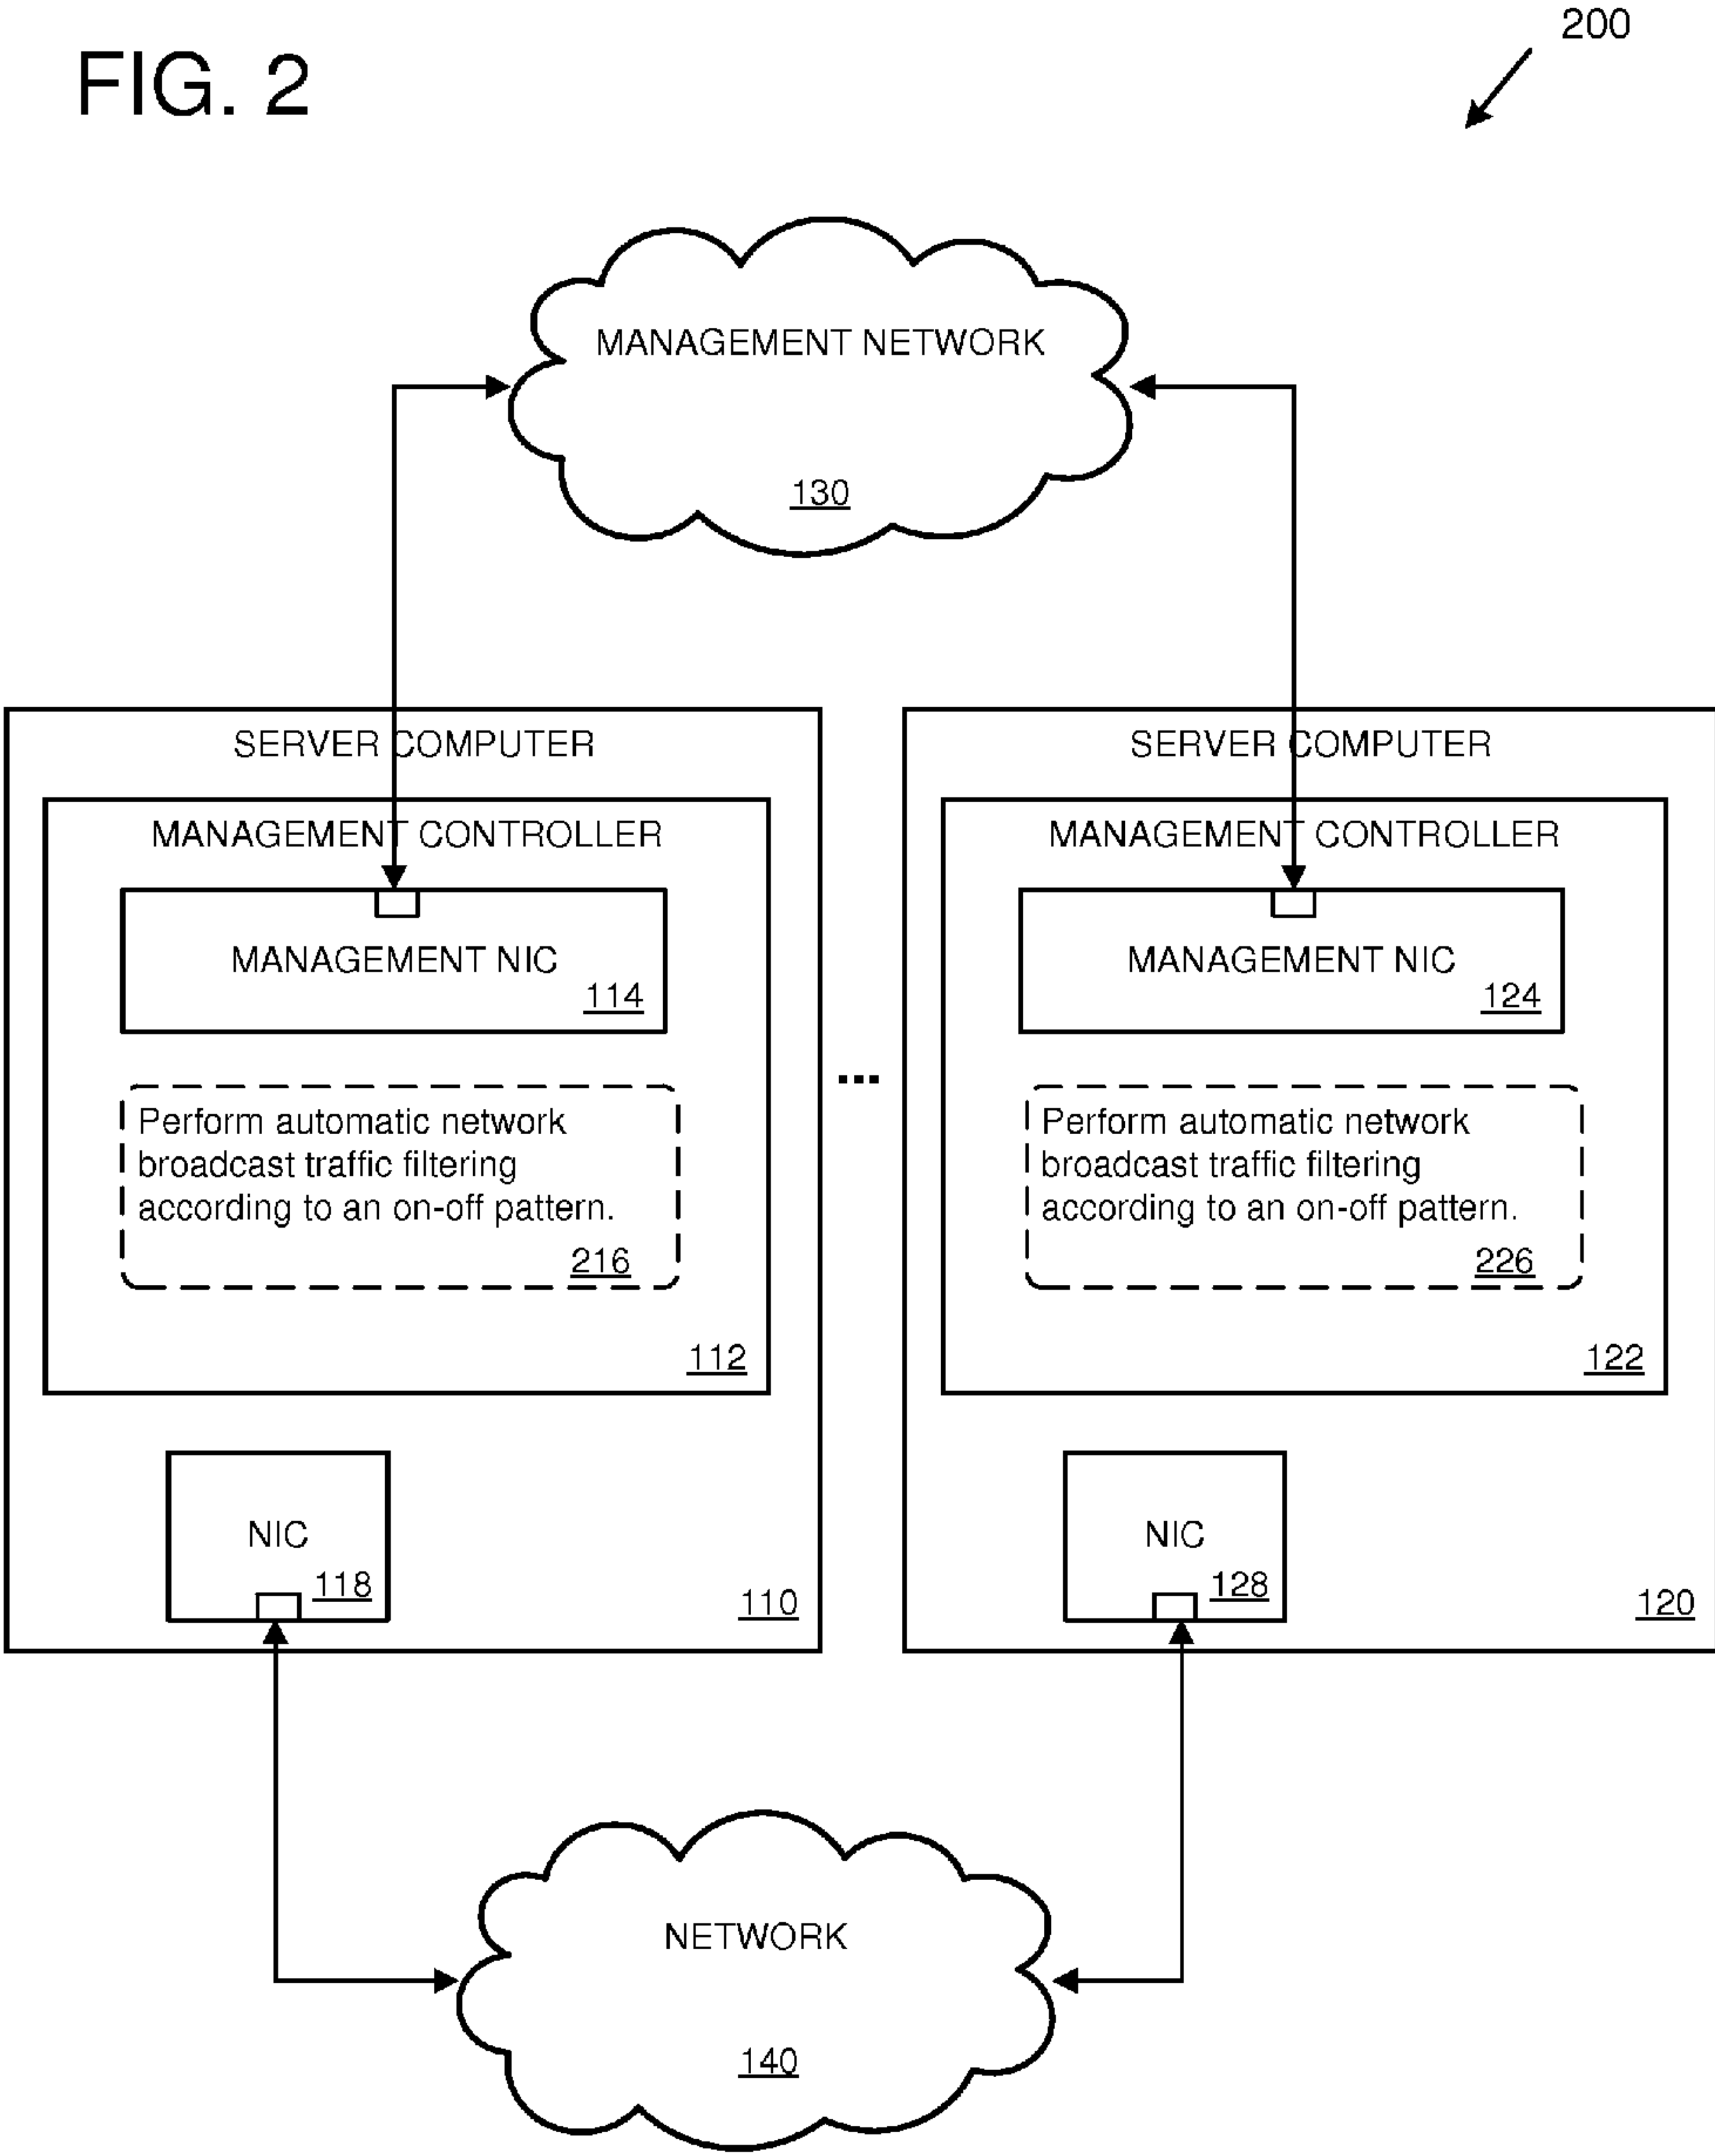 FIG. 2
200
MANAGEMENT NETWORK
130
SERVER COMPUTER
MANAGEMENT CONTROLLER
MANAGEMENT NIC
114
Perform automatic network
broadcast traffic filtering
according to an on-off pattern.
216
112
NIC
118
110
...
SERVER COMPUTER
MANAGEMENT CONTROLLER
MANAGEMENT NIC
124
Perform automatic network
broadcast traffic filtering
according to an on-off pattern.
226
122
NIC
128
120
NETWORK
140